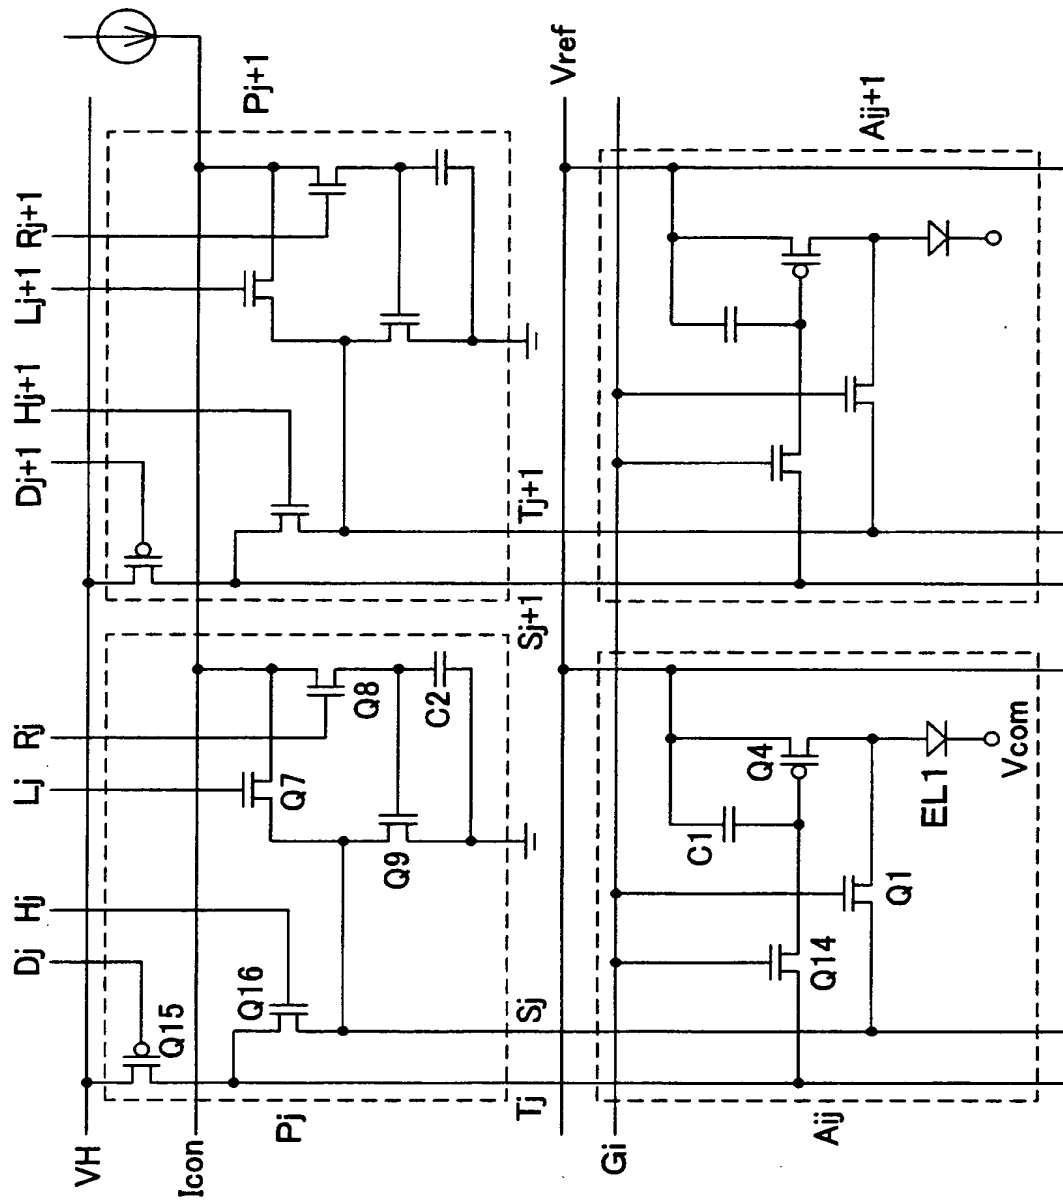 Dj
Hj
Lj
Rj
Dj+1
Hj+1
Lj+1
Rj+1
VH
Icon
Q15
Q16
Q7
Q8
Q9
C2
Pj
Pj+1
Tj
Sj
Sj+1
Tj+1
Vref
Gi
C1
Q4
Q14
Q1
EL1
Vcom
Aij
Aij+1